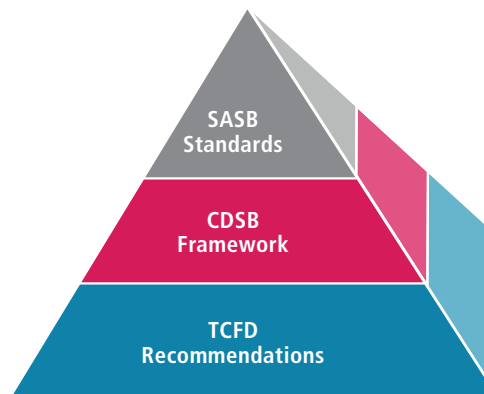 SASB
Standards
CDSB
Framework
TCFD
Recommendations